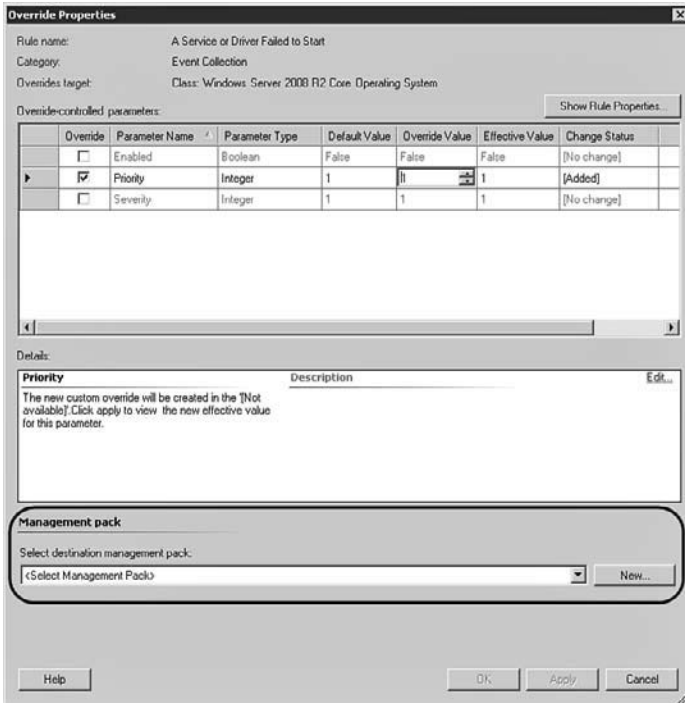 Override Properties
Rule name: A Service or Driver Failed to Start
Category: Event Collection
Overrides target: Class: Windows Server 2008 R2 Core Operating System
Override-controlled parameters: Show Rule Properties...
Override Parameter Name Parameter Type Default Value Override Value Effective Value Change Status
Enabled Boolean False False False [No change]
Priority Integer 1 1 1 [Added]
Severity Integer 1 1 1 [No change]
Details:
Priority Description Edit...
The new custom override will be created in the '[Not
available]'.Click apply to view the new effective value
for this parameter.
Management pack
Select destination management pack:
<Select Management Pack> New...
Help OK Apply Cancel